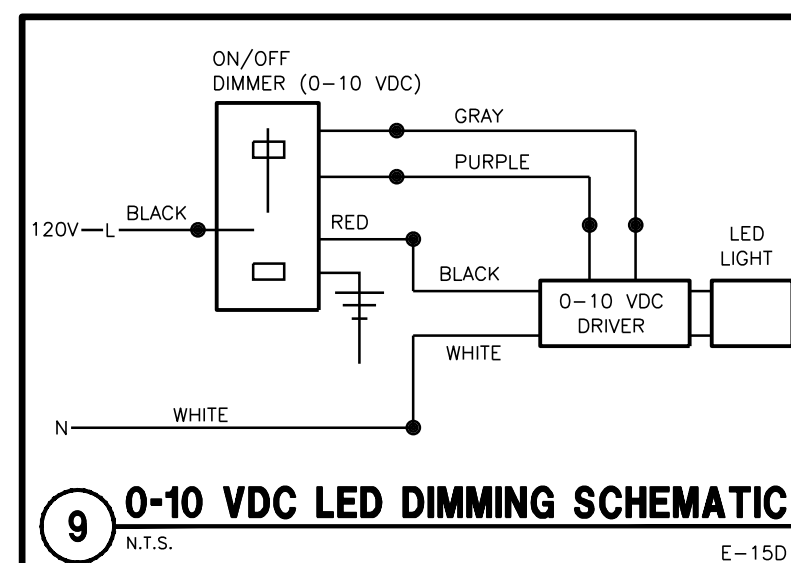 ON/OFF
DIMMER (0-10 VDC)
GRAY
PURPLE
120V
L
BLACK
RED
BLACK
LED
LIGHT
0-10 VDC
DRIVER
WHITE
N
WHITE
9
0-10 VDC LED DIMMING SCHEMATIC
N.T.S.
E-15D